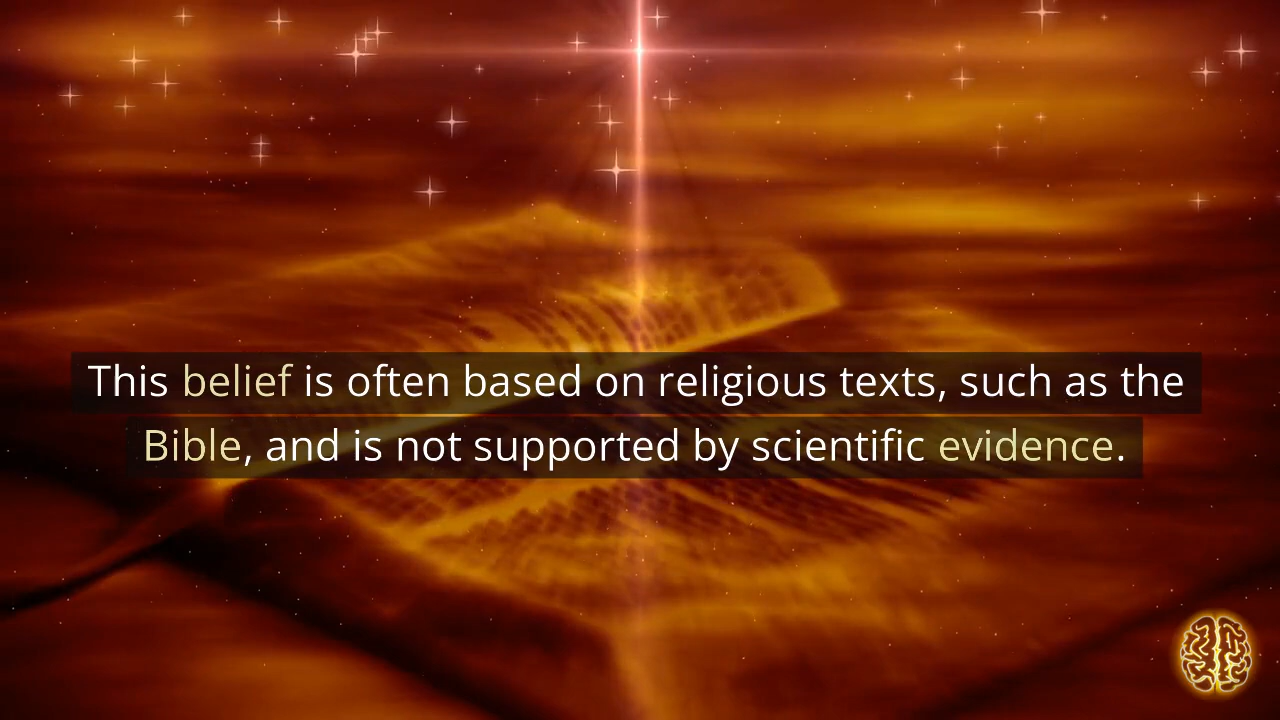 This belief is often based on religious texts, such as the
Bible, and is not supported by scientific evidence.